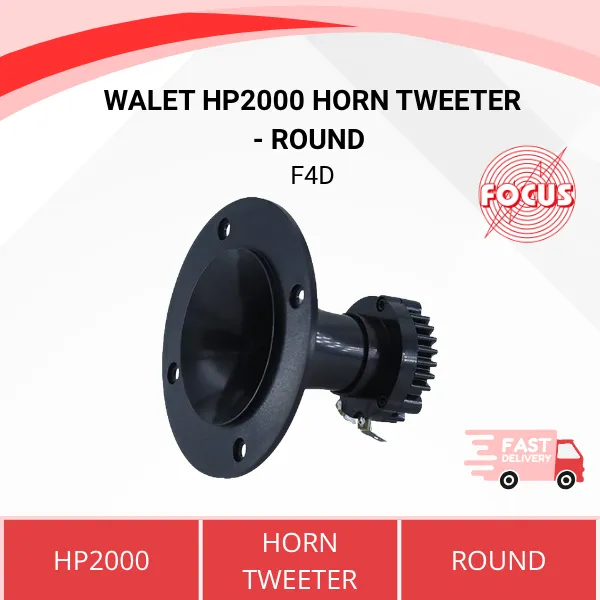 WALET HP2000 HORN TWEETER
- ROUND
F4D
FOCUS
FAST
DELIVERY
HP2000
HORN
TWEETER
ROUND